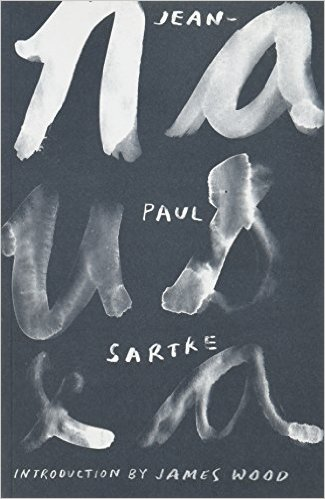 JEAN-
na
PAUL
us
SARTRE
ea
INTRODUCTION BY JAMES WOOD